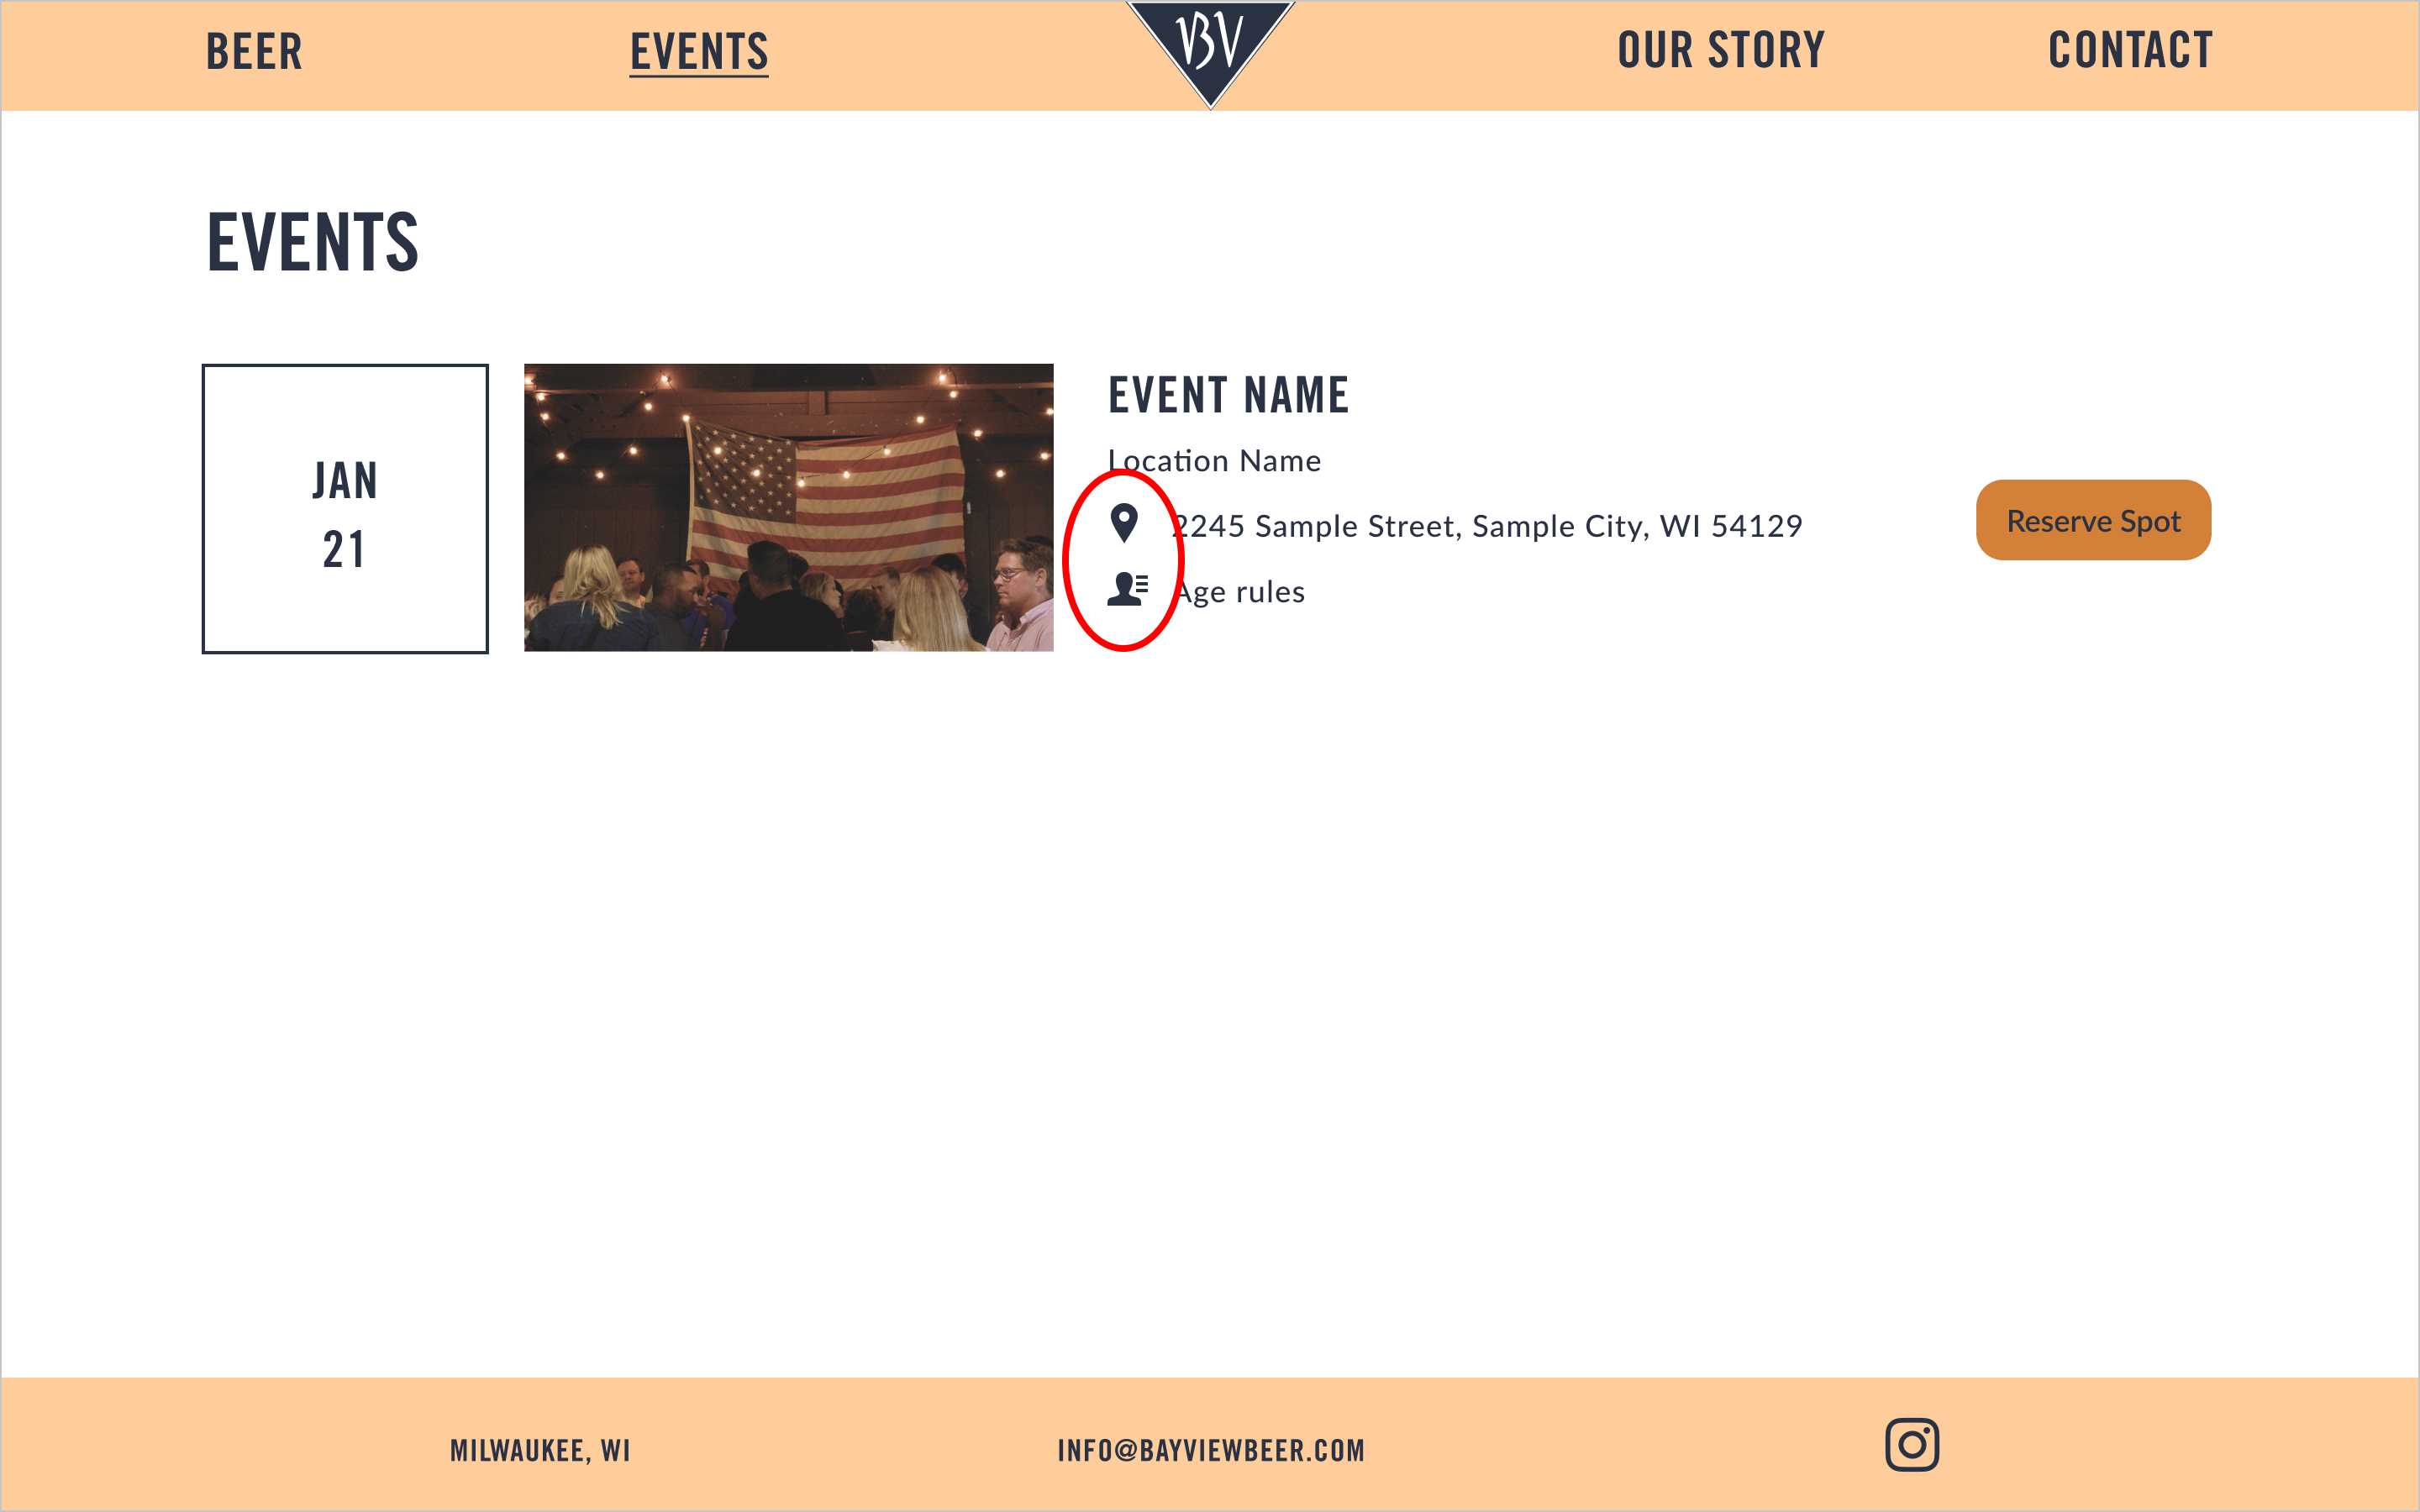 BEER EVENTS BV OUR STORY CONTACT
EVENTS
JAN
21
EVENT NAME
Location Name
2245 Sample Street, Sample City, WI 54129
Age rules
Reserve Spot
MILWAUKEE, WI INFO@BAYVIEWBEER.COM